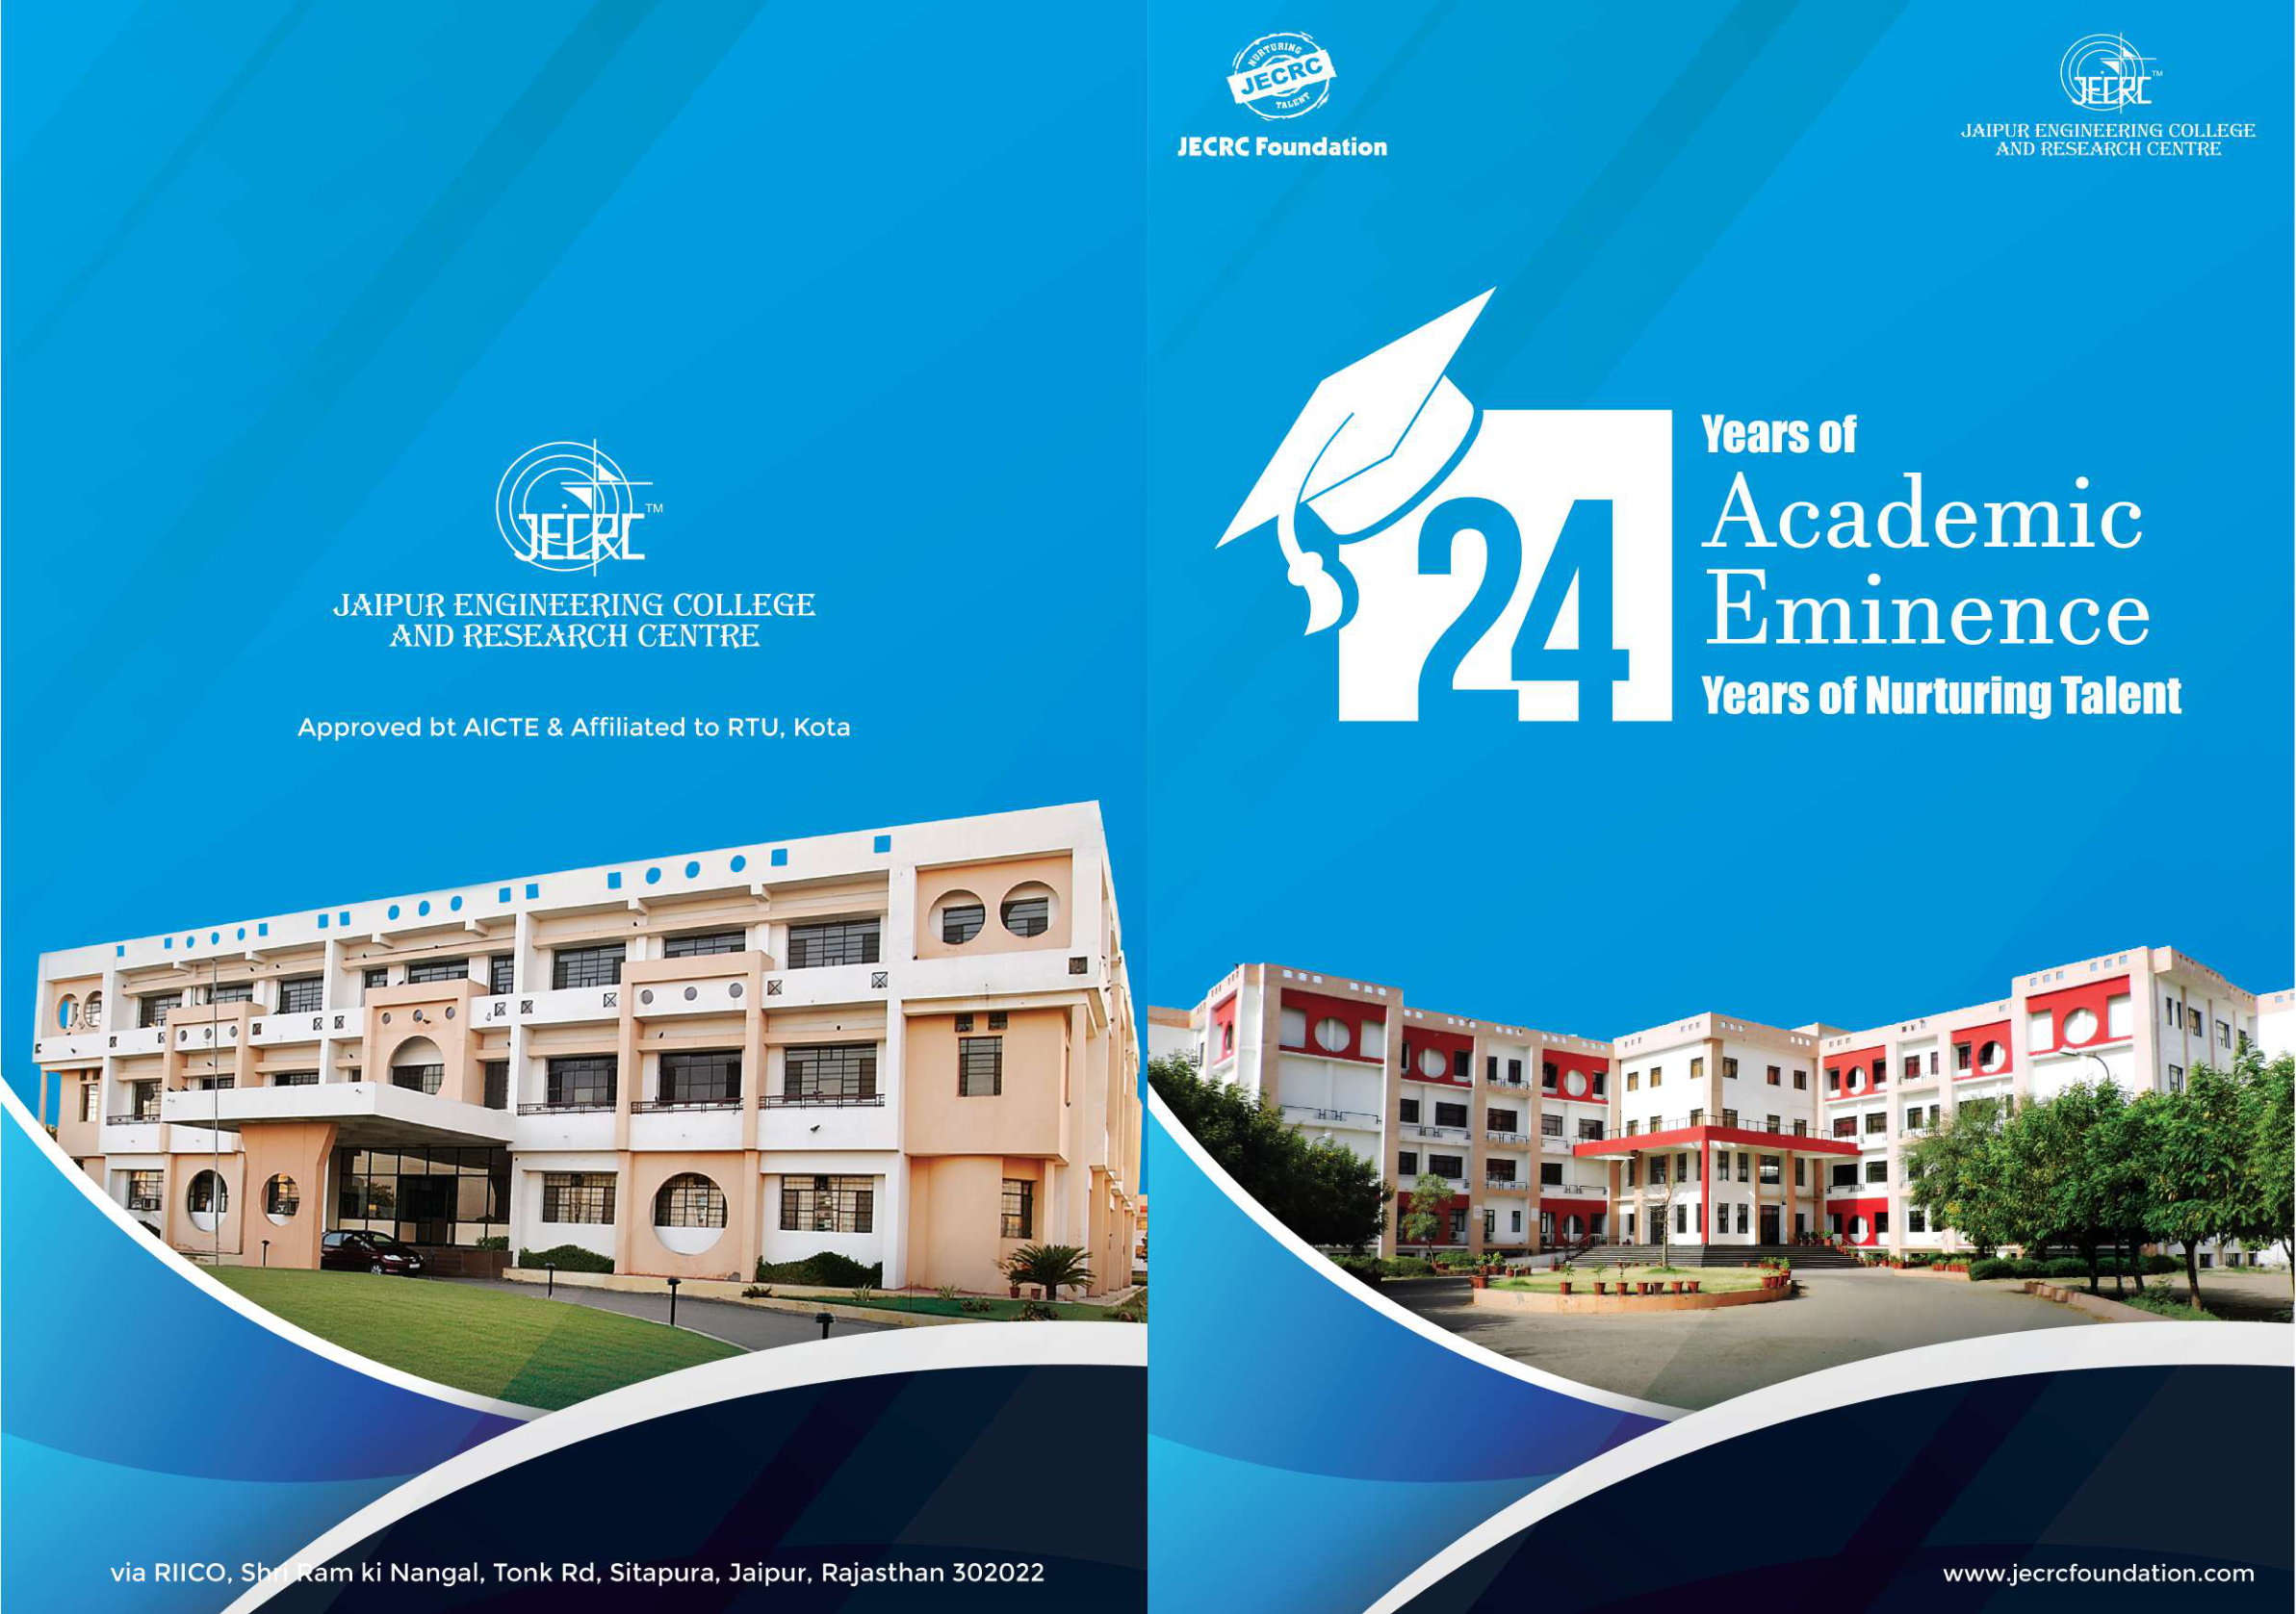 JECRC TM
JAIPUR ENGINEERING COLLEGE
AND RESEARCH CENTRE
Approved bt AICTE & Affiliated to RTU, Kota
via RIICO, Shri Ram ki Nangal, Tonk Rd, Sitapura, Jaipur, Rajasthan 302022
NURTURING
JECRC
TALENT
JECRC Foundation
JECRC TM
JAIPUR ENGINEERING COLLEGE
AND RESEARCH CENTRE
24
Years of
Academic
Eminence
Years of Nurturing Talent
www.jecrcfoundation.com